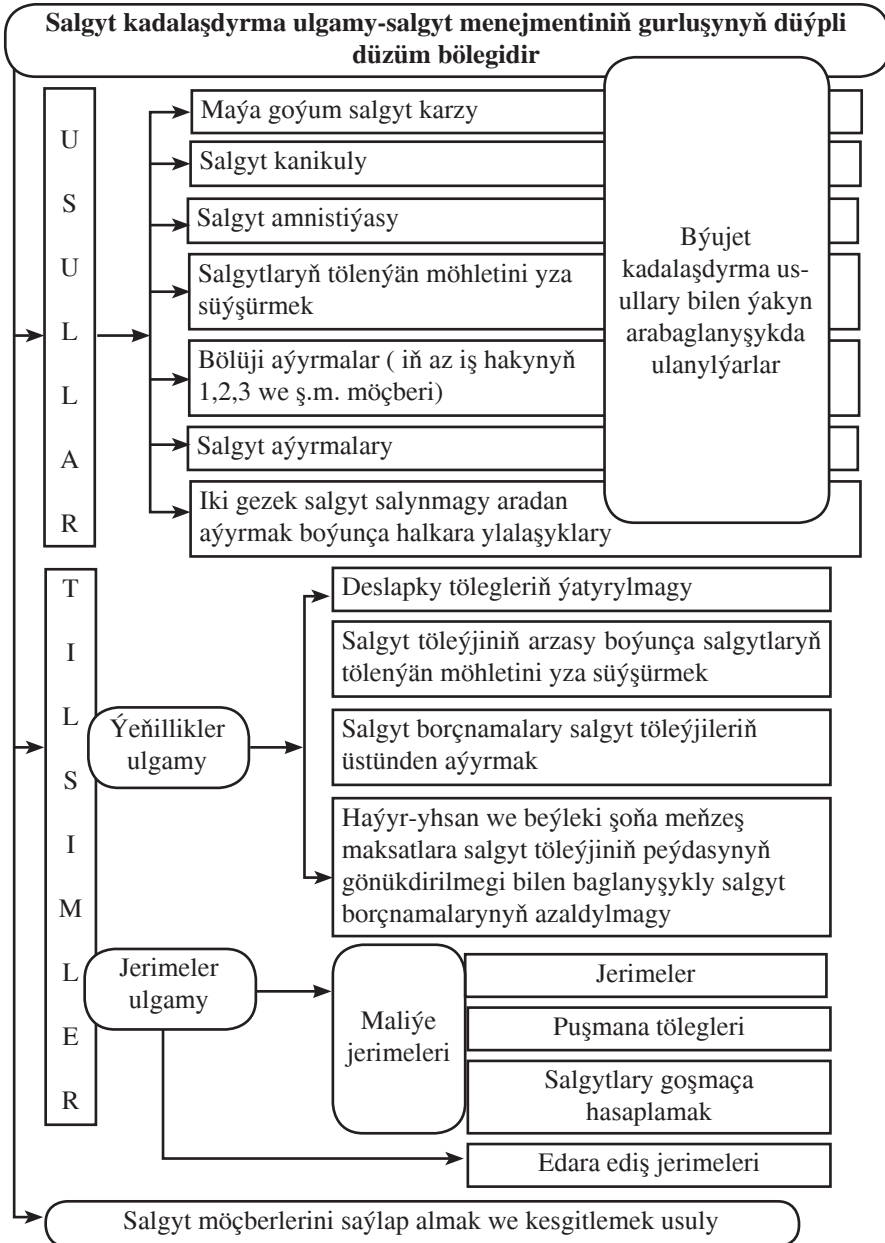 Salgyt kadalaşdyrma ulgamy-salgyt menejmentiniň gurluşynyň düýpli
düzüm bölegidir
U
S
U
L
L
A
R
Maýa goýum salgyt karzy
Salgyt kanikuly
Salgyt amnistiýasy
Salgytlaryň tölenýän möhletini yza
süýşürmek
Bölüji aýyrmalar ( iň az iş hakynyň
1,2,3 we ş.m. möçberi)
Salgyt aýyrmalary
Iki gezek salgyt salynmagy aradan
aýyrmak boýunça halkara ylalaşyklary
Býujet
kadalaşdyrma us-
ullary bilen ýakyn
arabaglanyşykda
ulanylýarlar
T
I
L
S
I
M
L
E
R
Ýeňillikler
ulgamy
Deslapky tölegleriň ýatyrylmagy
Salgyt töleýjiniň arzasy boýunça salgytlaryň
tölenýän möhletini yza süýşürmek
Salgyt borçnamalary salgyt töleýjileriň
üstünden aýyrmak
Haýyr-yhsan we beýleki şoňa meňzeş
maksatlara salgyt töleýjiniň peýdasynyň
gönükdirilmegi bilen baglanyşykly salgyt
borçnamalarynyň azaldylmagy
Jerimeler
ulgamy
Maliýe
jerimeleri
Jerimeler
Puşmana tölegleri
Salgytlary goşmaça
hasaplamak
Edara ediş jerimeleri
Salgyt möçberlerini saýlap almak we kesgitlemek usuly